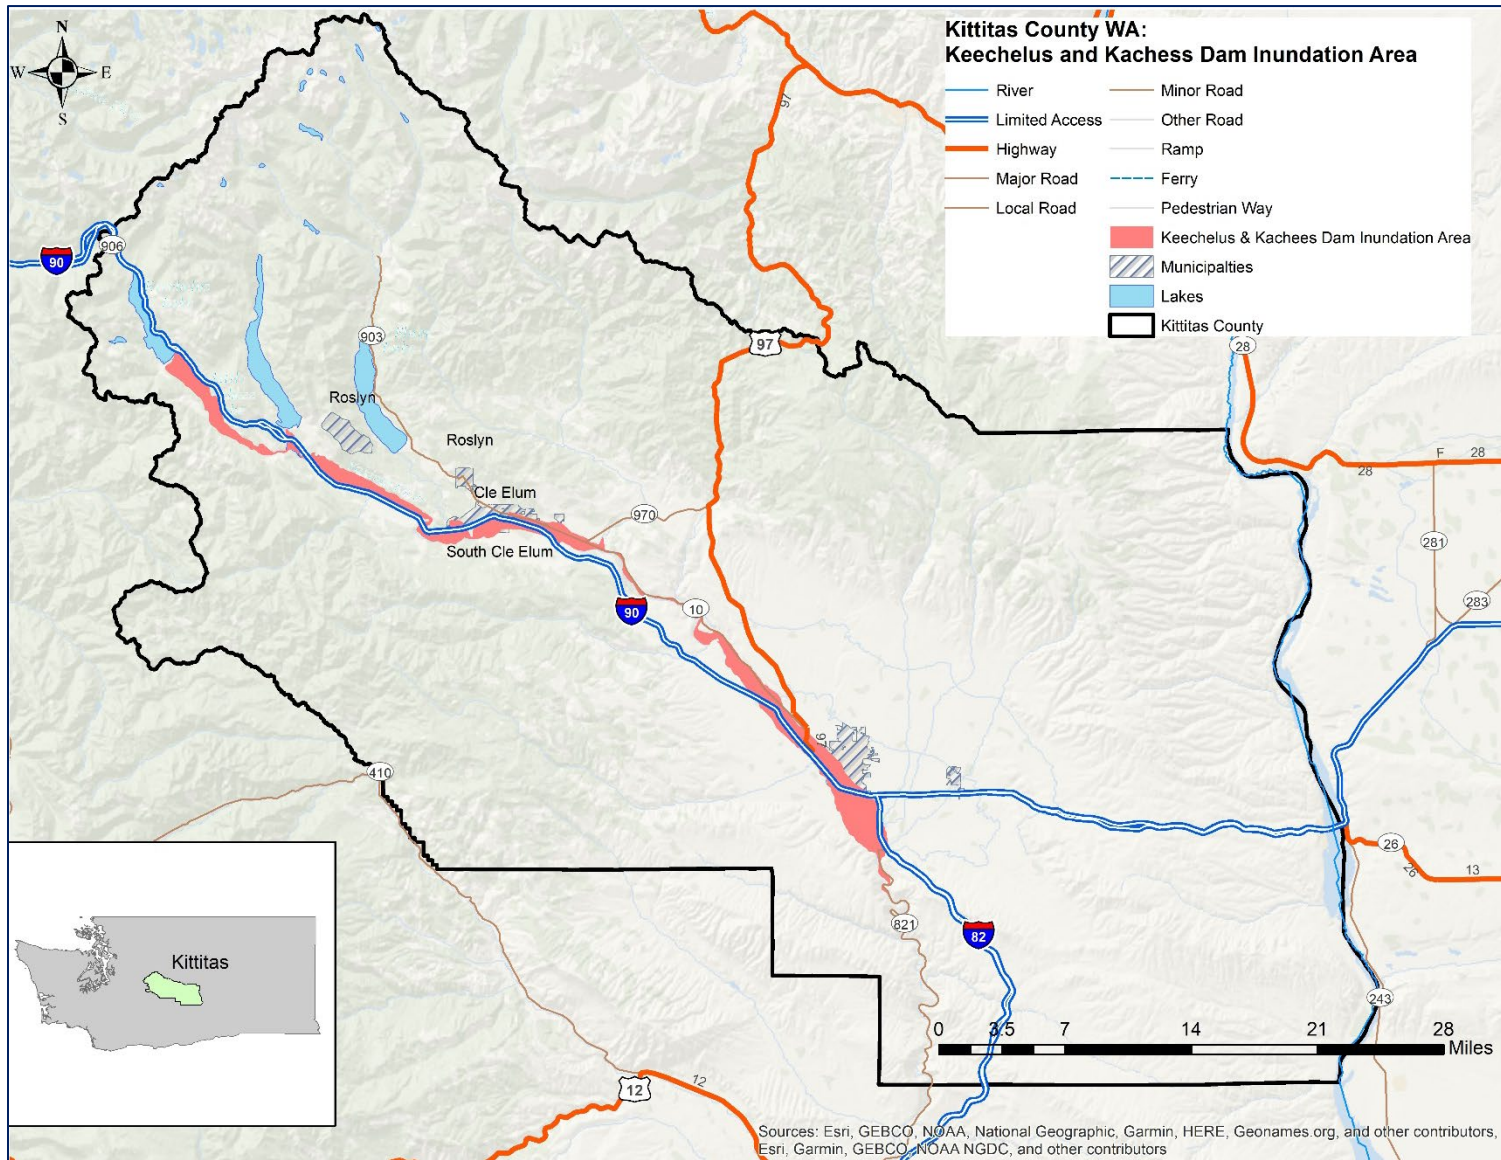 Kittitas County WA:
Keechelus and Kachess Dam Inundation Area
River
Limited Access
Highway
Major Road
Local Road
Minor Road
Other Road
Ramp
Ferry
Pedestrian Way
Keechelus & Kachees Dam Inundation Area
Municipalties
Lakes
Kittitas County
N
W
E
S
97
906
90
903
97
28
Roslyn
Roslyn
F
28
28
Cle Elum
970
281
South Cle Elum
90
10
283
97
410
26
26
13
821
82
Kittitas
243
0
3.5
7
14
21
28
Miles
12
12
Sources: Esri, GEBCO, NOAA, National Geographic, Garmin, HERE, Geonames.org, and other contributors,
Esri, Garmin, GEBCO, NOAA NGDC, and other contributors